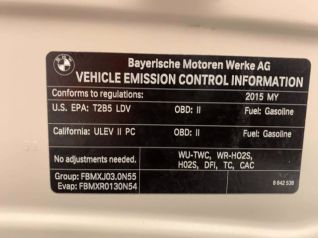 BMW
Bayerische Motoren Werke AG
VEHICLE EMISSION CONTROL INFORMATION
Conforms to regulations: 2015 MY
U.S. EPA: T2B5 LDV OBD: II Fuel: Gasoline
California: ULEV II PC OBD: II Fuel: Gasoline
No adjustments needed. WU-TWC, WR-HO2S,
HO2S, DFI, TC, CAC
Group: FBMXJ03.0N55
Evap: FBMXR0130N54
8 642 538